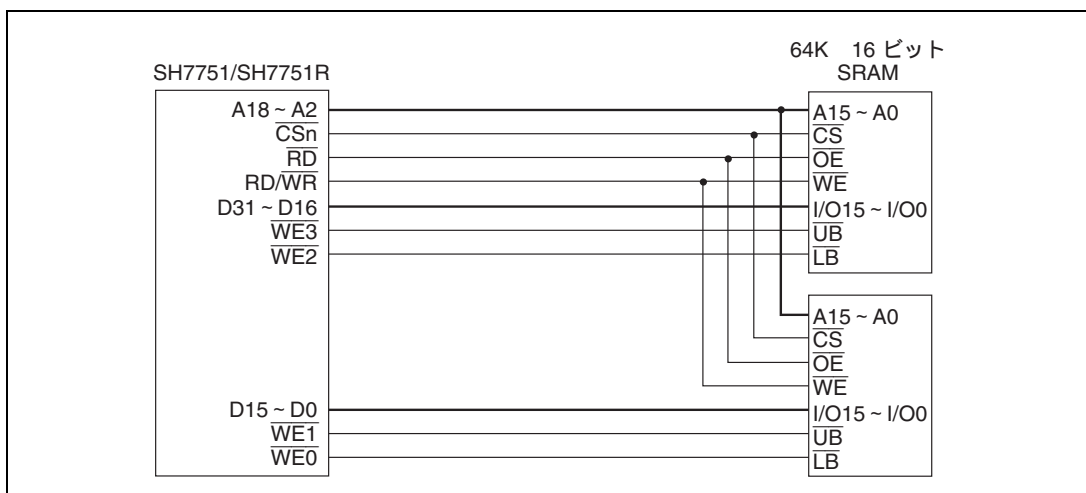 64K 16 ビット
SRAM
SH7751/SH7751R
A18 ~ A2
CSn
RD
RD/WR
D31 ~ D16
WE3
WE2
D15 ~ D0
WE1
WE0
A15 ~ A0
CS
OE
WE
I/O15 ~ I/O0
UB
LB
A15 ~ A0
CS
OE
WE
I/O15 ~ I/O0
UB
LB